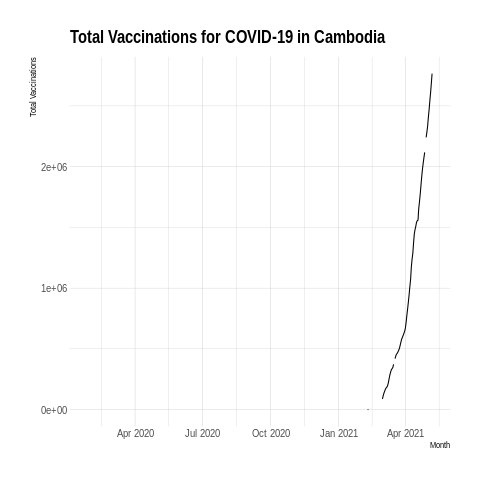 Total Vaccinations for COVID-19 in Cambodia
Total Vaccinations
2e+06
1e+06
0e+00
Apr 2020 Jul 2020 Oct 2020 Jan 2021 Apr 2021
Month